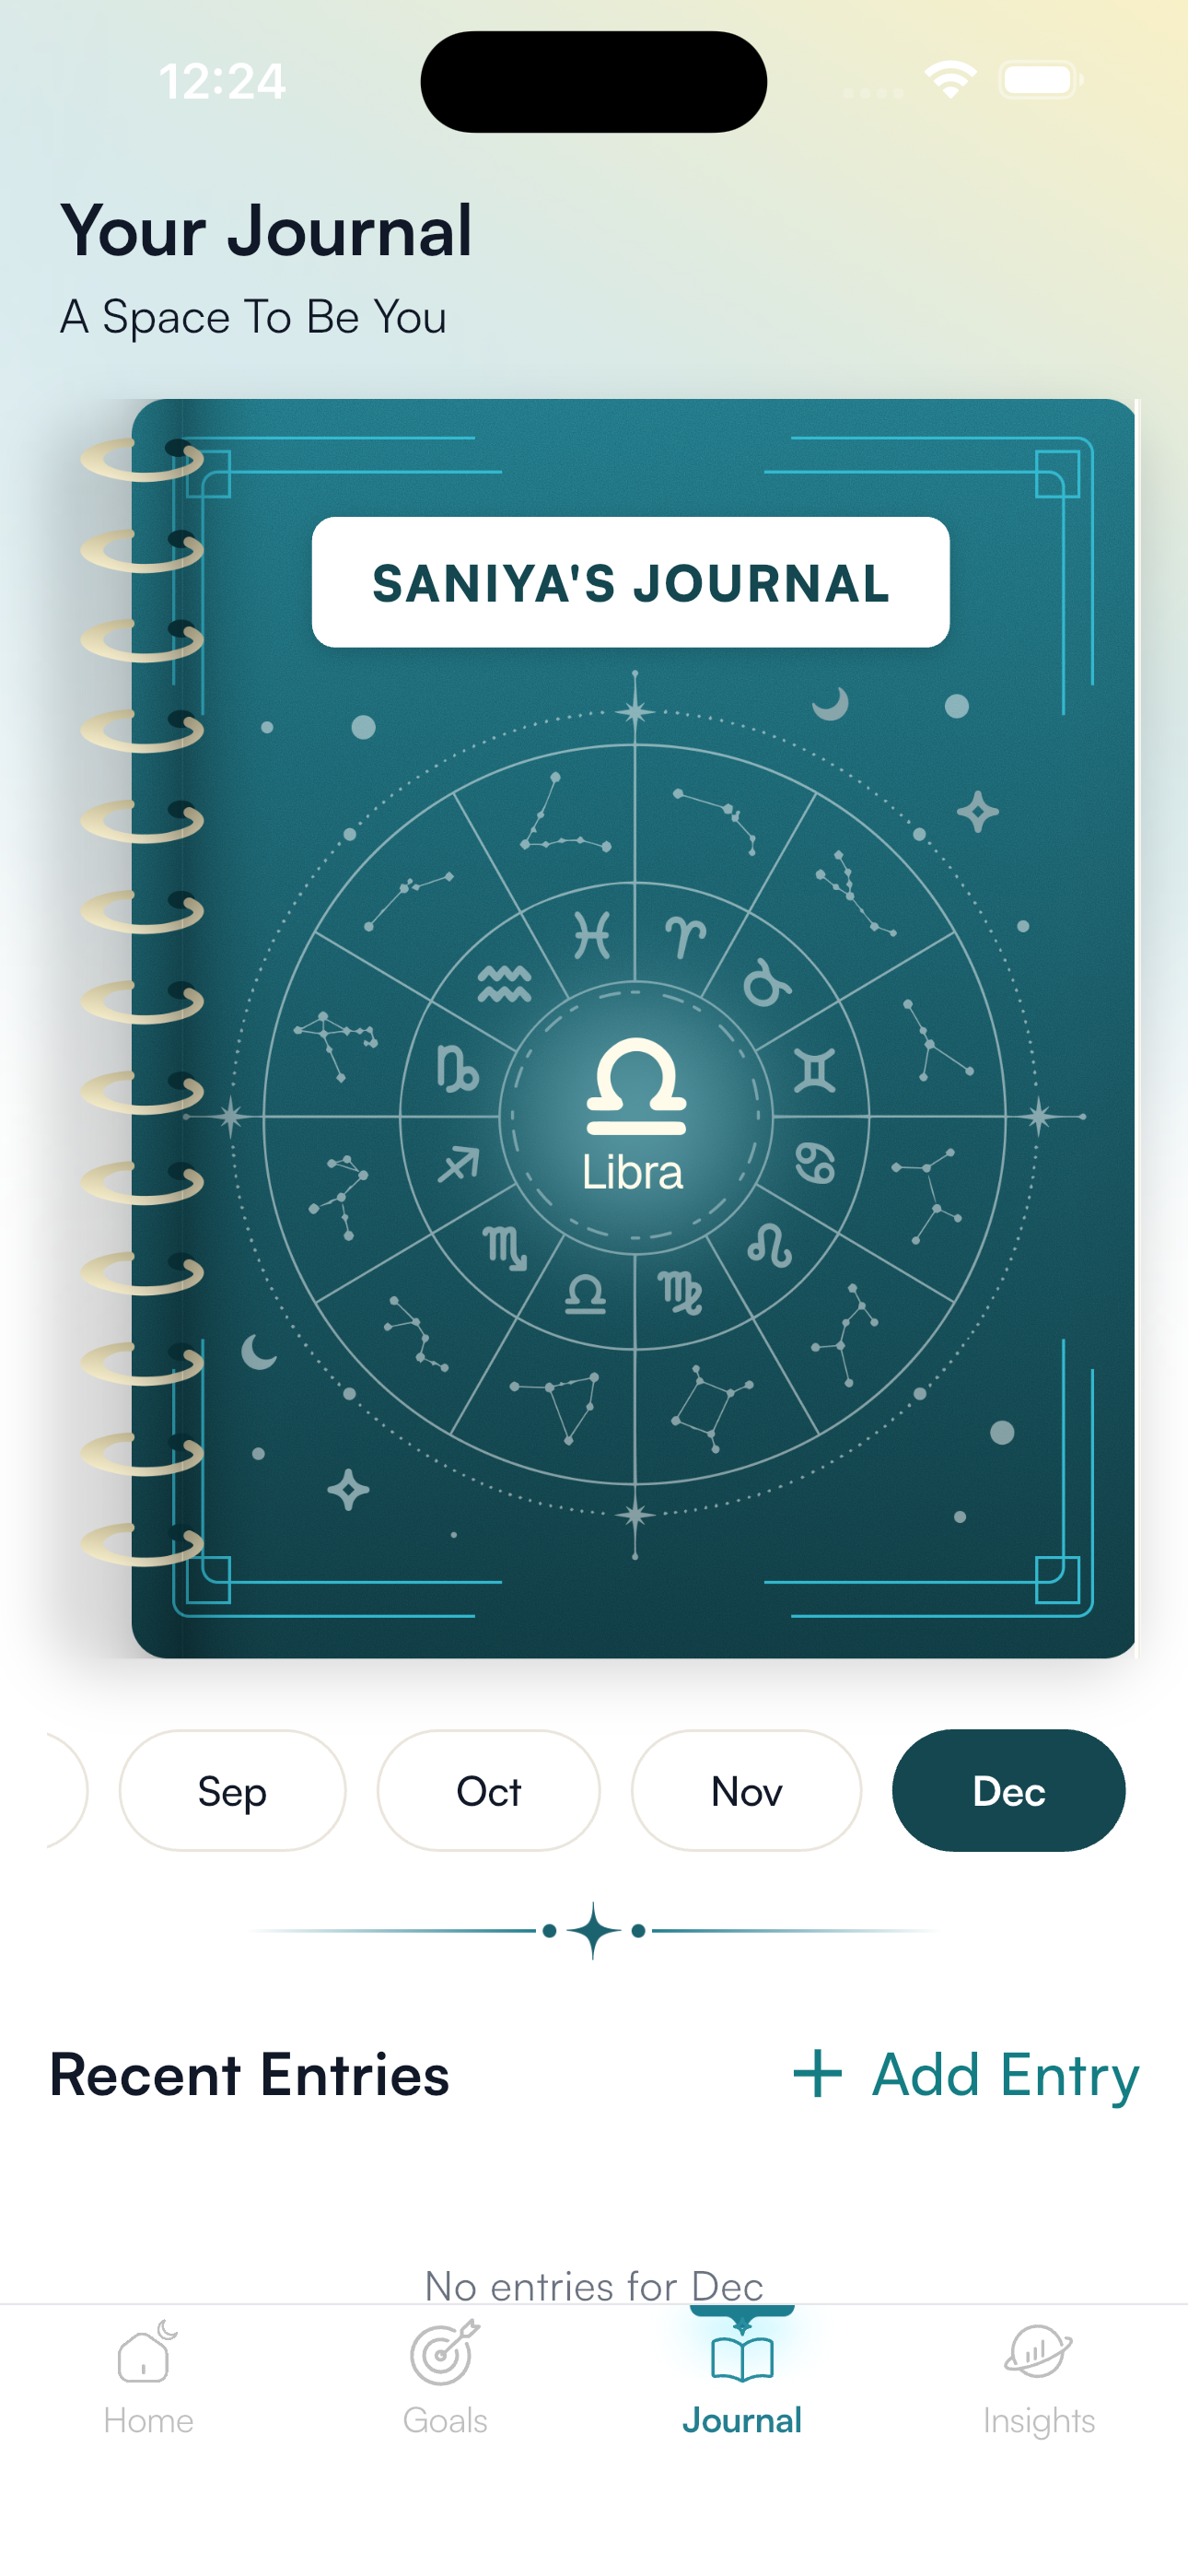 12:24
Your Journal
A Space To Be You
SANIYA'S JOURNAL
Libra
Sep Oct Nov Dec
Recent Entries + Add Entry
No entries for Dec
Home Goals Journal Insights